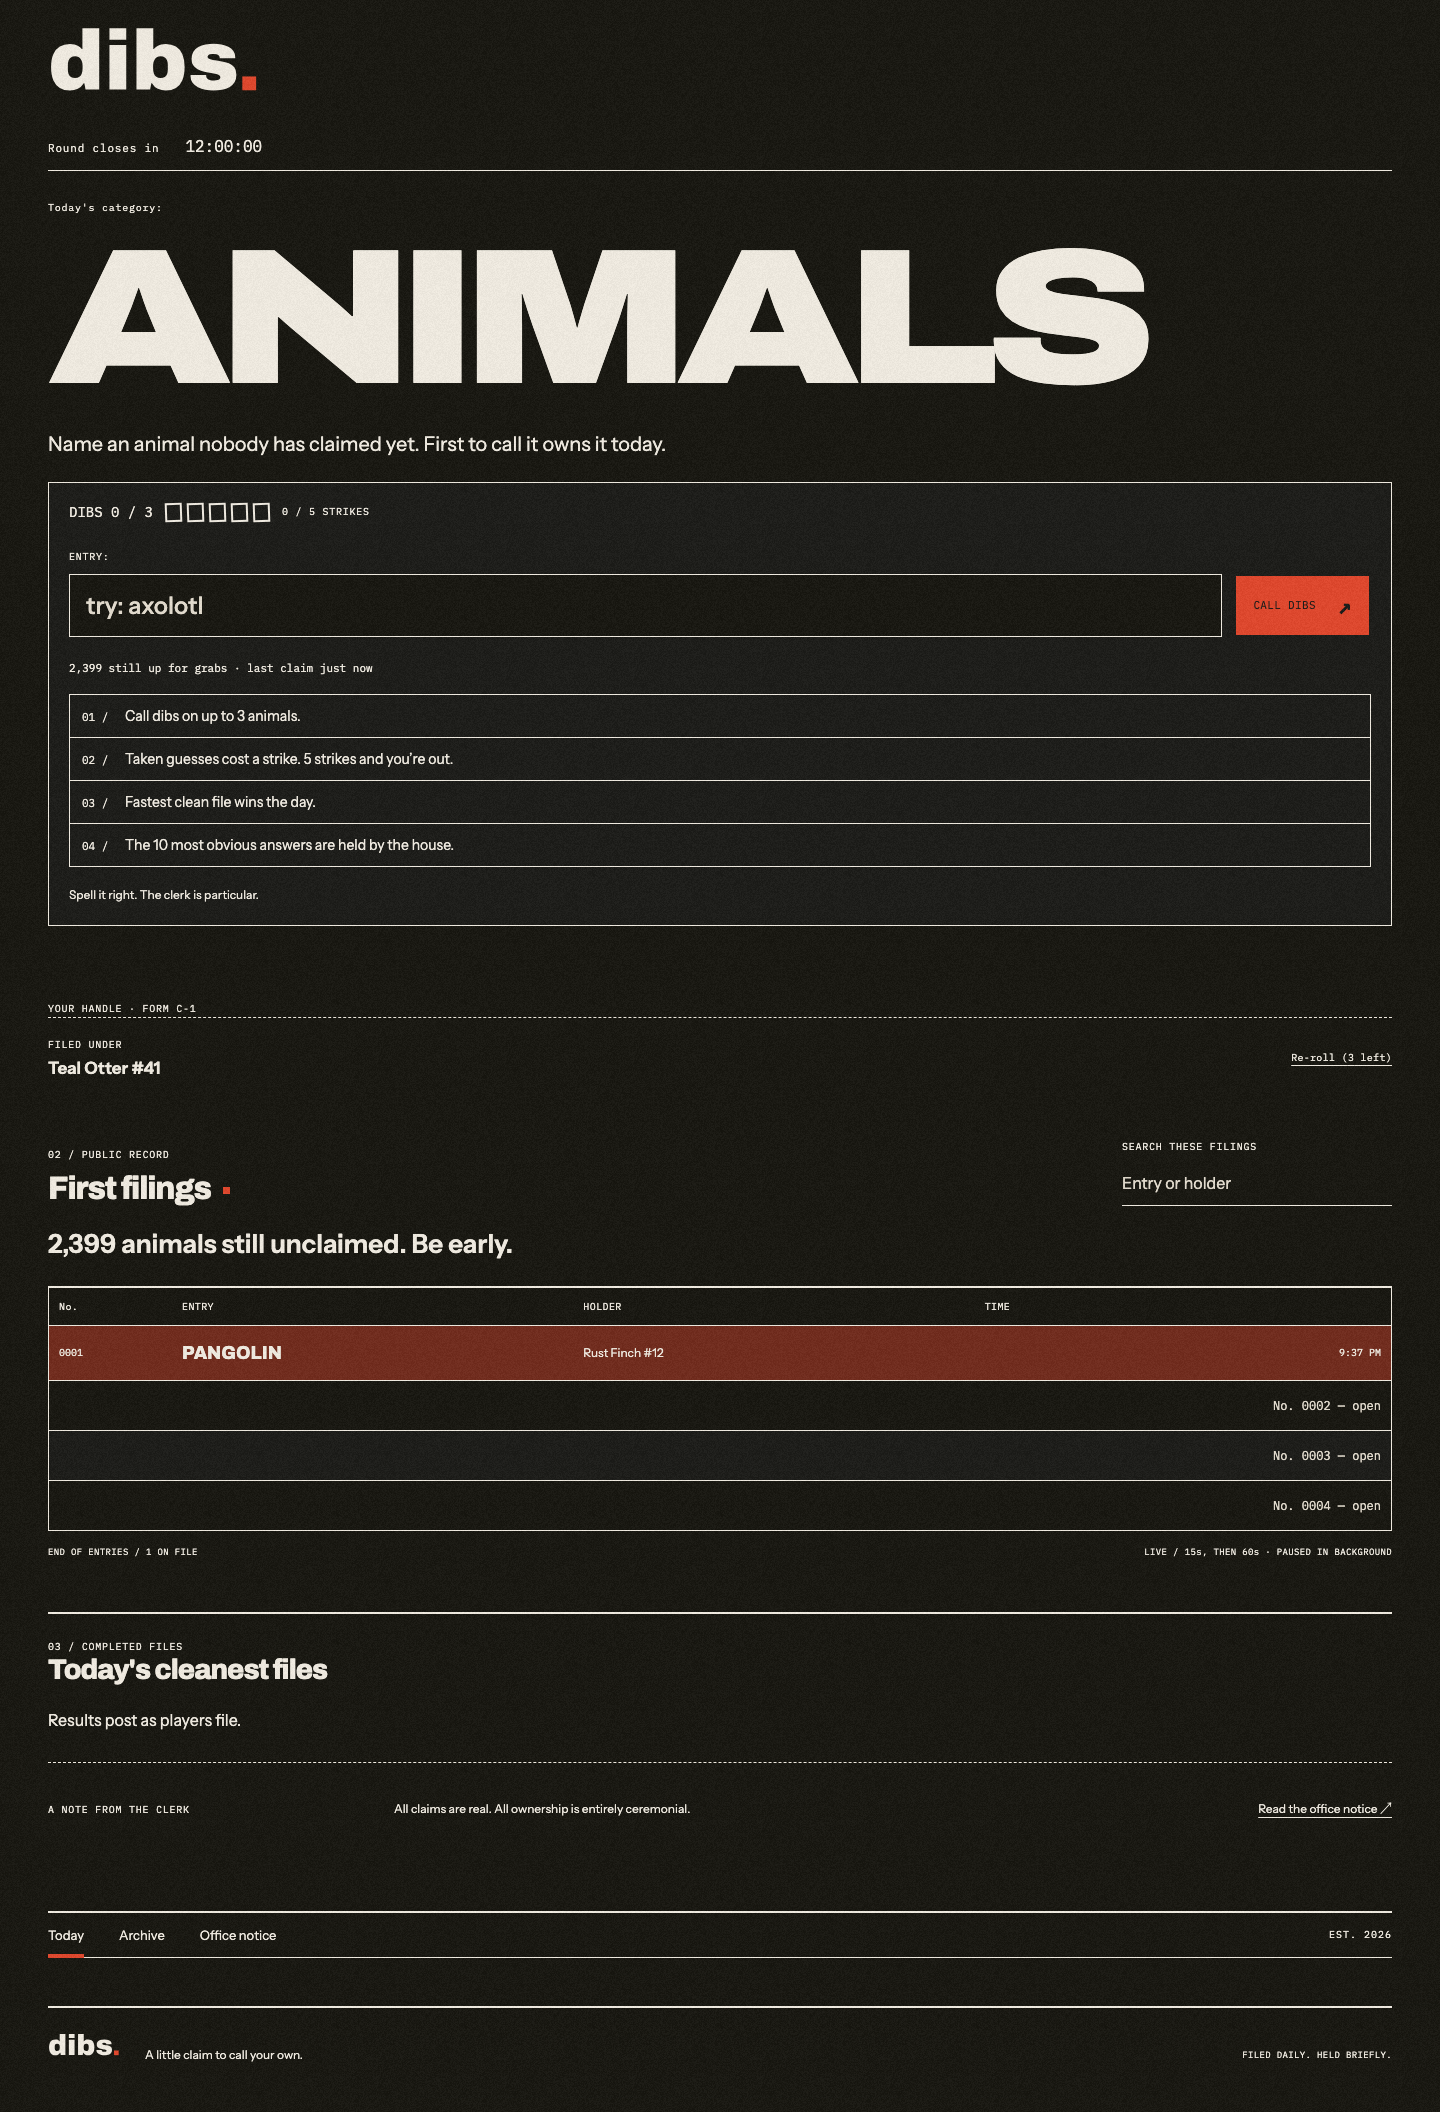 dibs.
Round closes in 12:00:00
Today's category:
ANIMALS
Name an animal nobody has claimed yet. First to call it owns it today.
DIBS 0 / 3 0 / 5 STRIKES
ENTRY:
try: axolotl
CALL DIBS ↗
2,399 still up for grabs · last claim just now
01 / Call dibs on up to 3 animals.
02 / Taken guesses cost a strike. 5 strikes and you're out.
03 / Fastest clean file wins the day.
04 / The 10 most obvious answers are held by the house.
Spell it right. The clerk is particular.
YOUR HANDLE · FORM C-1
FILED UNDER
Teal Otter #41
Re-roll (3 left)
02 / PUBLIC RECORD
First filings
SEARCH THESE FILINGS
Entry or holder
2,399 animals still unclaimed. Be early.
No. ENTRY HOLDER TIME
0001 PANGOLIN Rust Finch #12 9:37 PM
No. 0002 — open
No. 0003 — open
No. 0004 — open
END OF ENTRIES / 1 ON FILE
LIVE / 15s, THEN 60s · PAUSED IN BACKGROUND
03 / COMPLETED FILES
Today's cleanest files
Results post as players file.
A NOTE FROM THE CLERK
All claims are real. All ownership is entirely ceremonial.
Read the office notice ↗
Today Archive Office notice
EST. 2026
dibs.
A little claim to call your own.
FILED DAILY. HELD BRIEFLY.